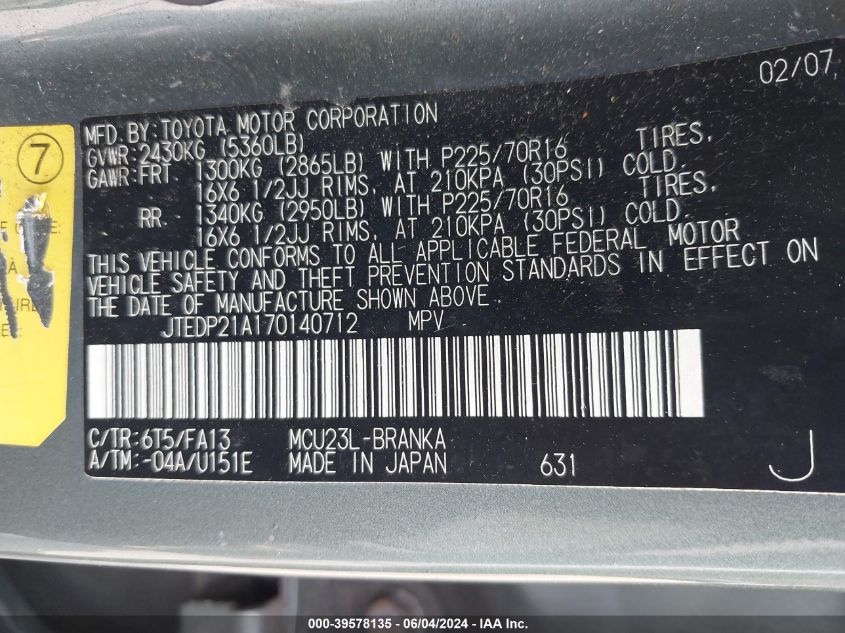 02/07
MFD. BY: TOYOTA MOTOR CORPORATION
GVWR: 2430KG (5360LB)
GAWR: FRT 1300KG (2865LB) WITH P225/70R16 TIRES,
16X6 1/2JJ RIMS, AT 210KPA (30PSI) COLD.
RR 1340KG (2950LB) WITH P225/70R16 TIRES,
16X6 1/2JJ RIMS, AT 210KPA (30PSI) COLD.
THIS VEHICLE CONFORMS TO ALL APPLICABLE FEDERAL MOTOR
VEHICLE SAFETY AND THEFT PREVENTION STANDARDS IN EFFECT ON
THE DATE OF MANUFACTURE SHOWN ABOVE.
JTEDP21A170140712 MPV
C/TR: 6T5/FA13 MCU23L-BRANKA
A/TM: -04A/U151E MADE IN JAPAN 631 J
7
À
000-39578135 - 06/04/2024 - IAA Inc.